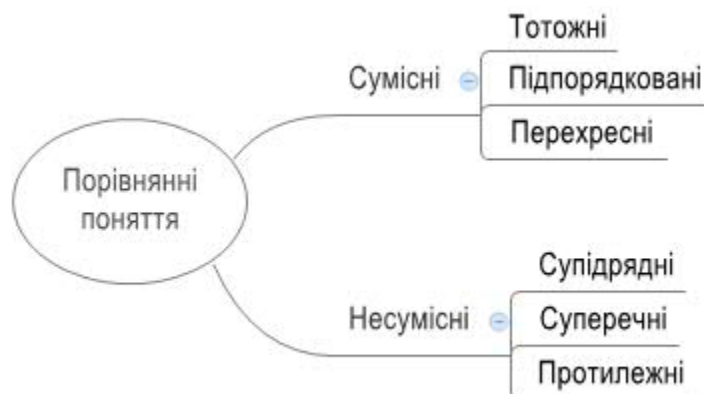 Порівнянні
поняття
Сумісні
Тотожні
Підпорядковані
Перехресні
Несумісні
Супідрядні
Суперечні
Протилежні